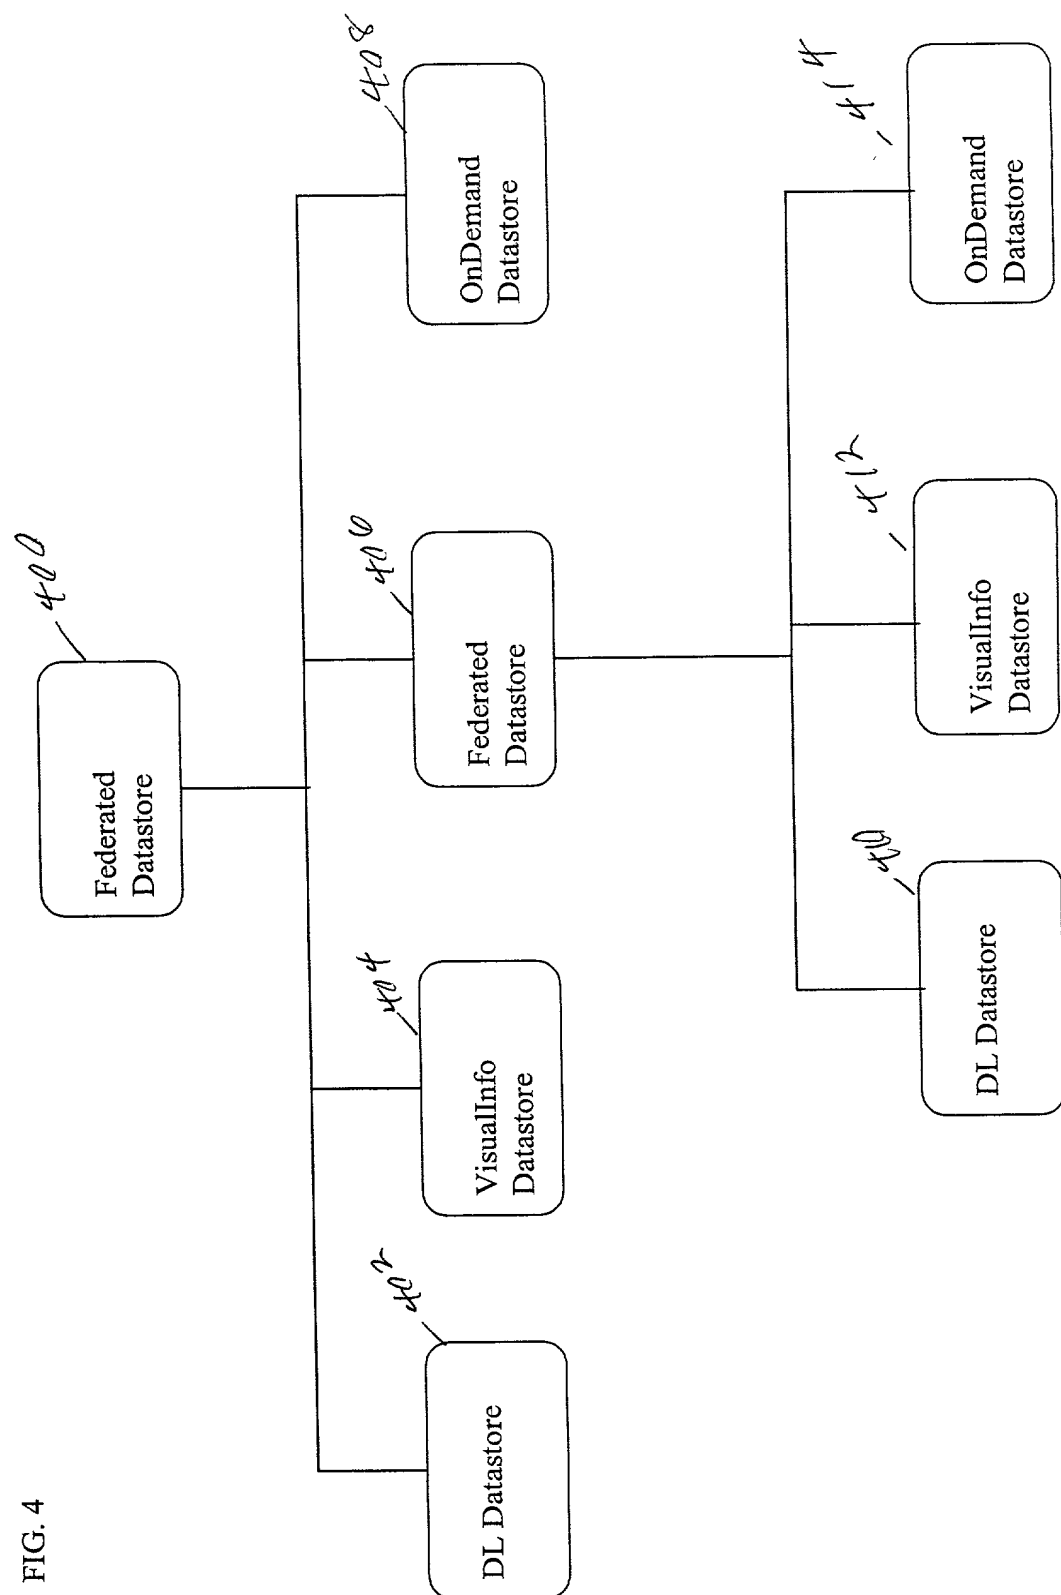 FIG. 4
Federated
Datastore
400
DL Datastore
402
VisualInfo
Datastore
404
Federated
Datastore
406
OnDemand
Datastore
408
DL Datastore
410
VisualInfo
Datastore
412
OnDemand
Datastore
414